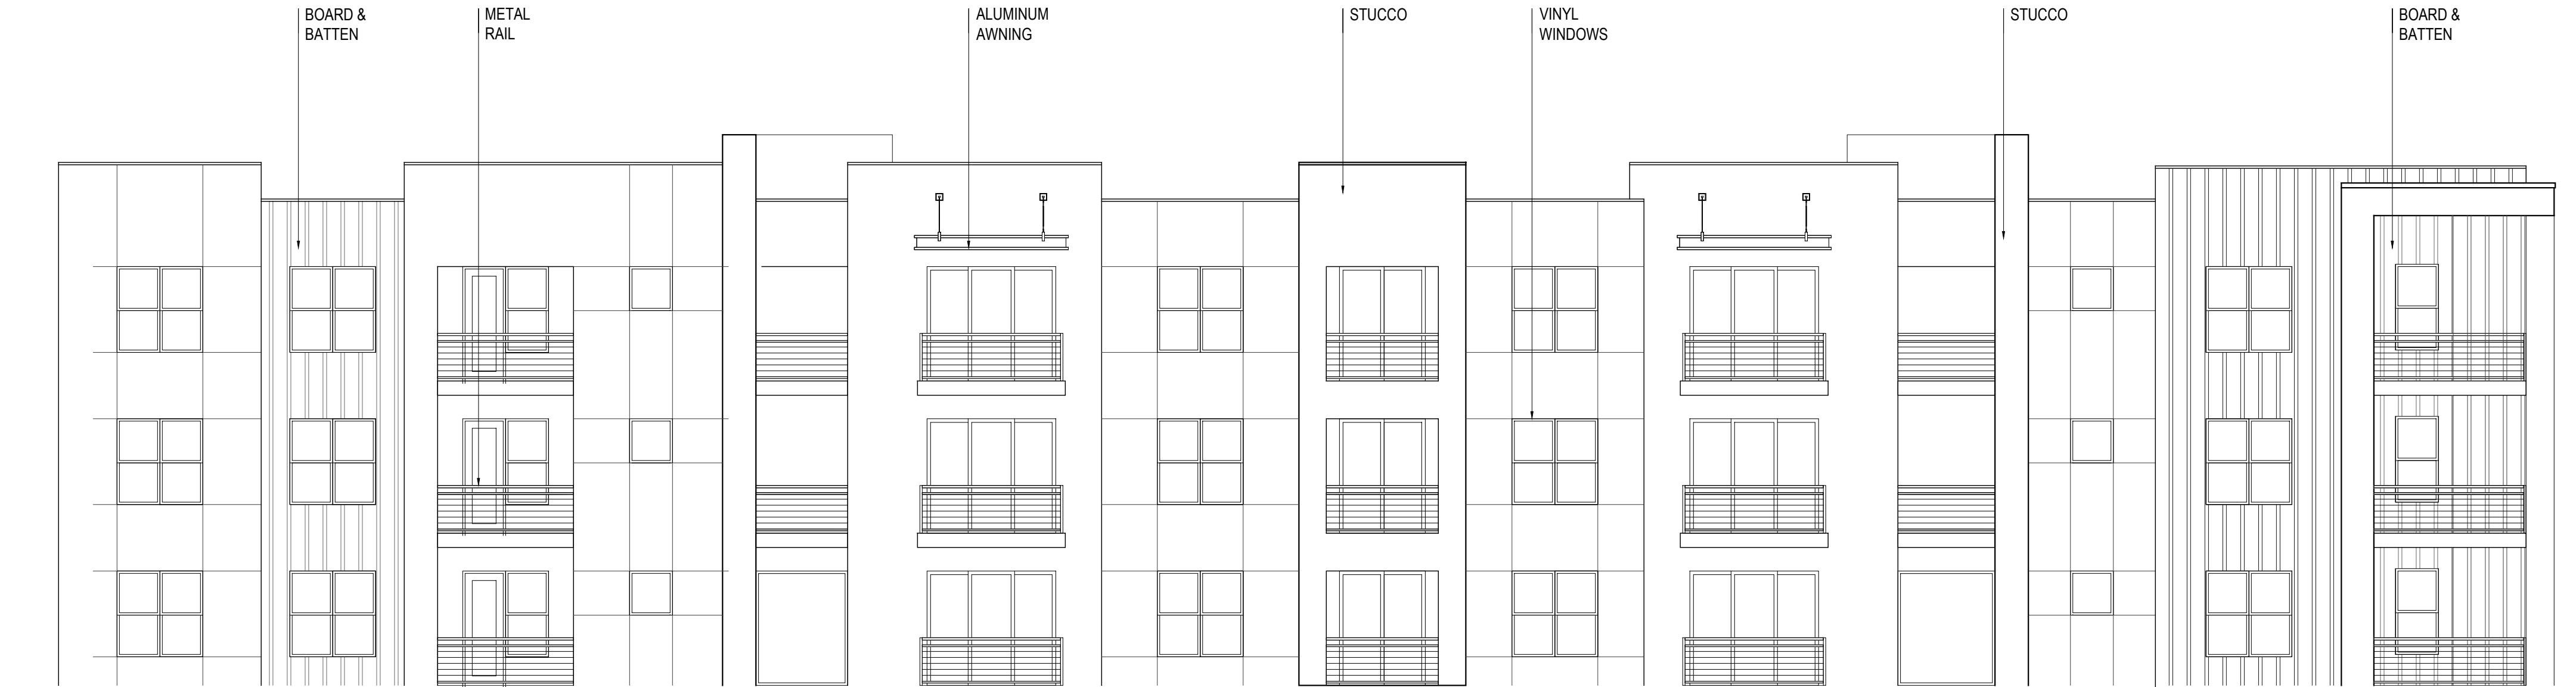 BOARD &
BATTEN
METAL
RAIL
ALUMINUM
AWNING
STUCCO
VINYL
WINDOWS
STUCCO
BOARD &
BATTEN